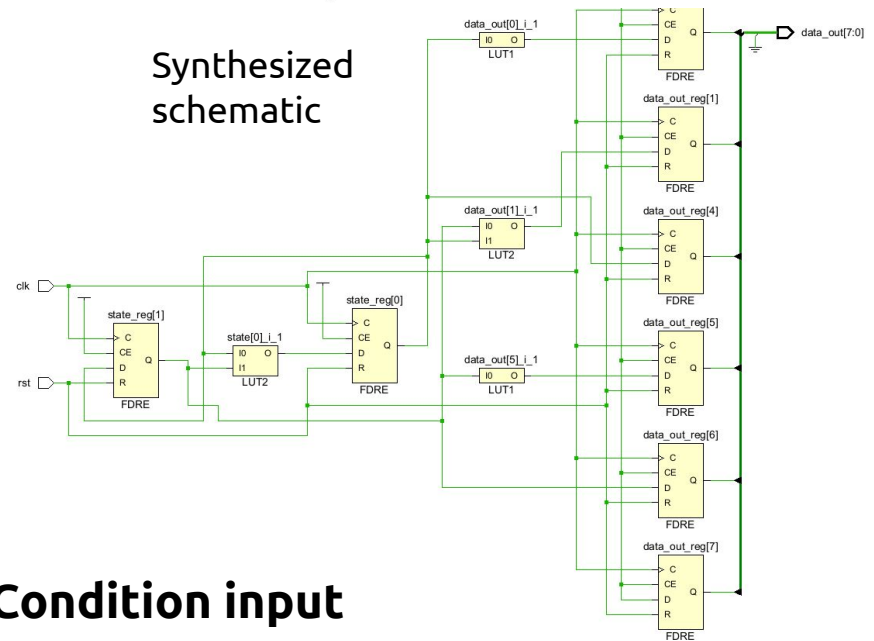 data_out[0]_i_1
I0 O
LUT1
C
CE
D
R
Q
FDRE
data_out[7:0]
Synthesized
schematic
data_out_reg[1]
C
CE
D
R
Q
FDRE
data_out[1]_i_1
I0 O
I1
LUT2
data_out_reg[4]
C
CE
D
R
Q
FDRE
clk
rst
state_reg[1]
C
CE
D
R
Q
FDRE
state[0]_i_1
I0 O
I1
LUT2
state_reg[0]
C
CE
D
R
Q
FDRE
data_out[5]_i_1
I0 O
LUT1
data_out_reg[5]
C
CE
D
R
Q
FDRE
data_out_reg[6]
C
CE
D
R
Q
FDRE
data_out_reg[7]
C
CE
D
R
Q
FDRE
Condition input